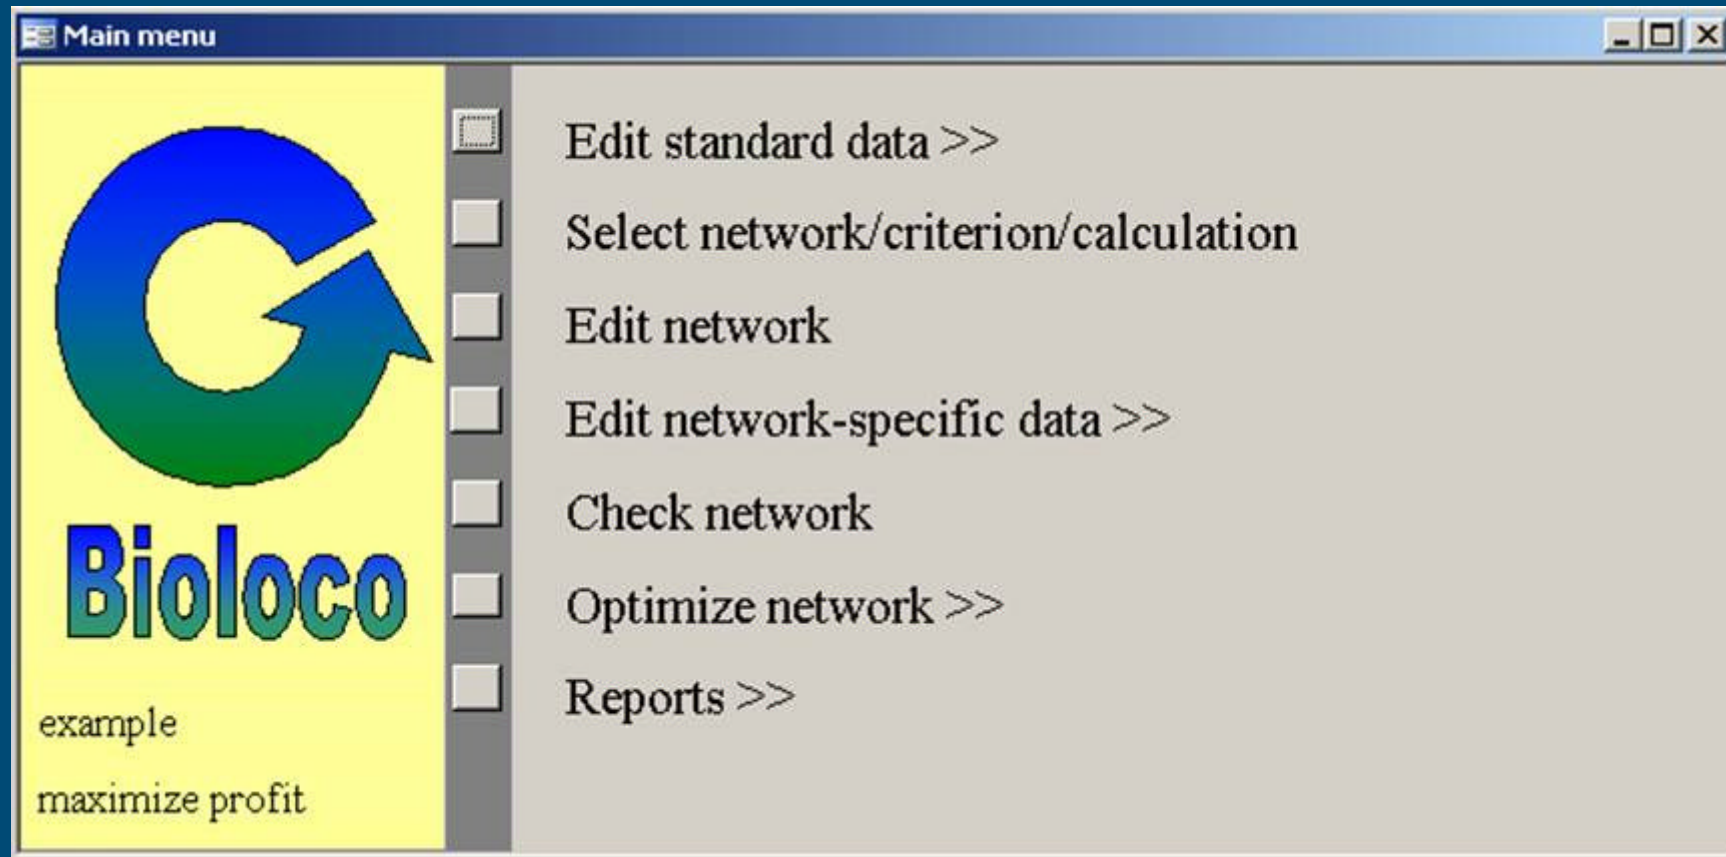 Main menu
Edit standard data >>
Select network/criterion/calculation
Edit network
Edit network-specific data >>
Check network
Optimize network >>
Reports >>
Bioloco
example
maximize profit